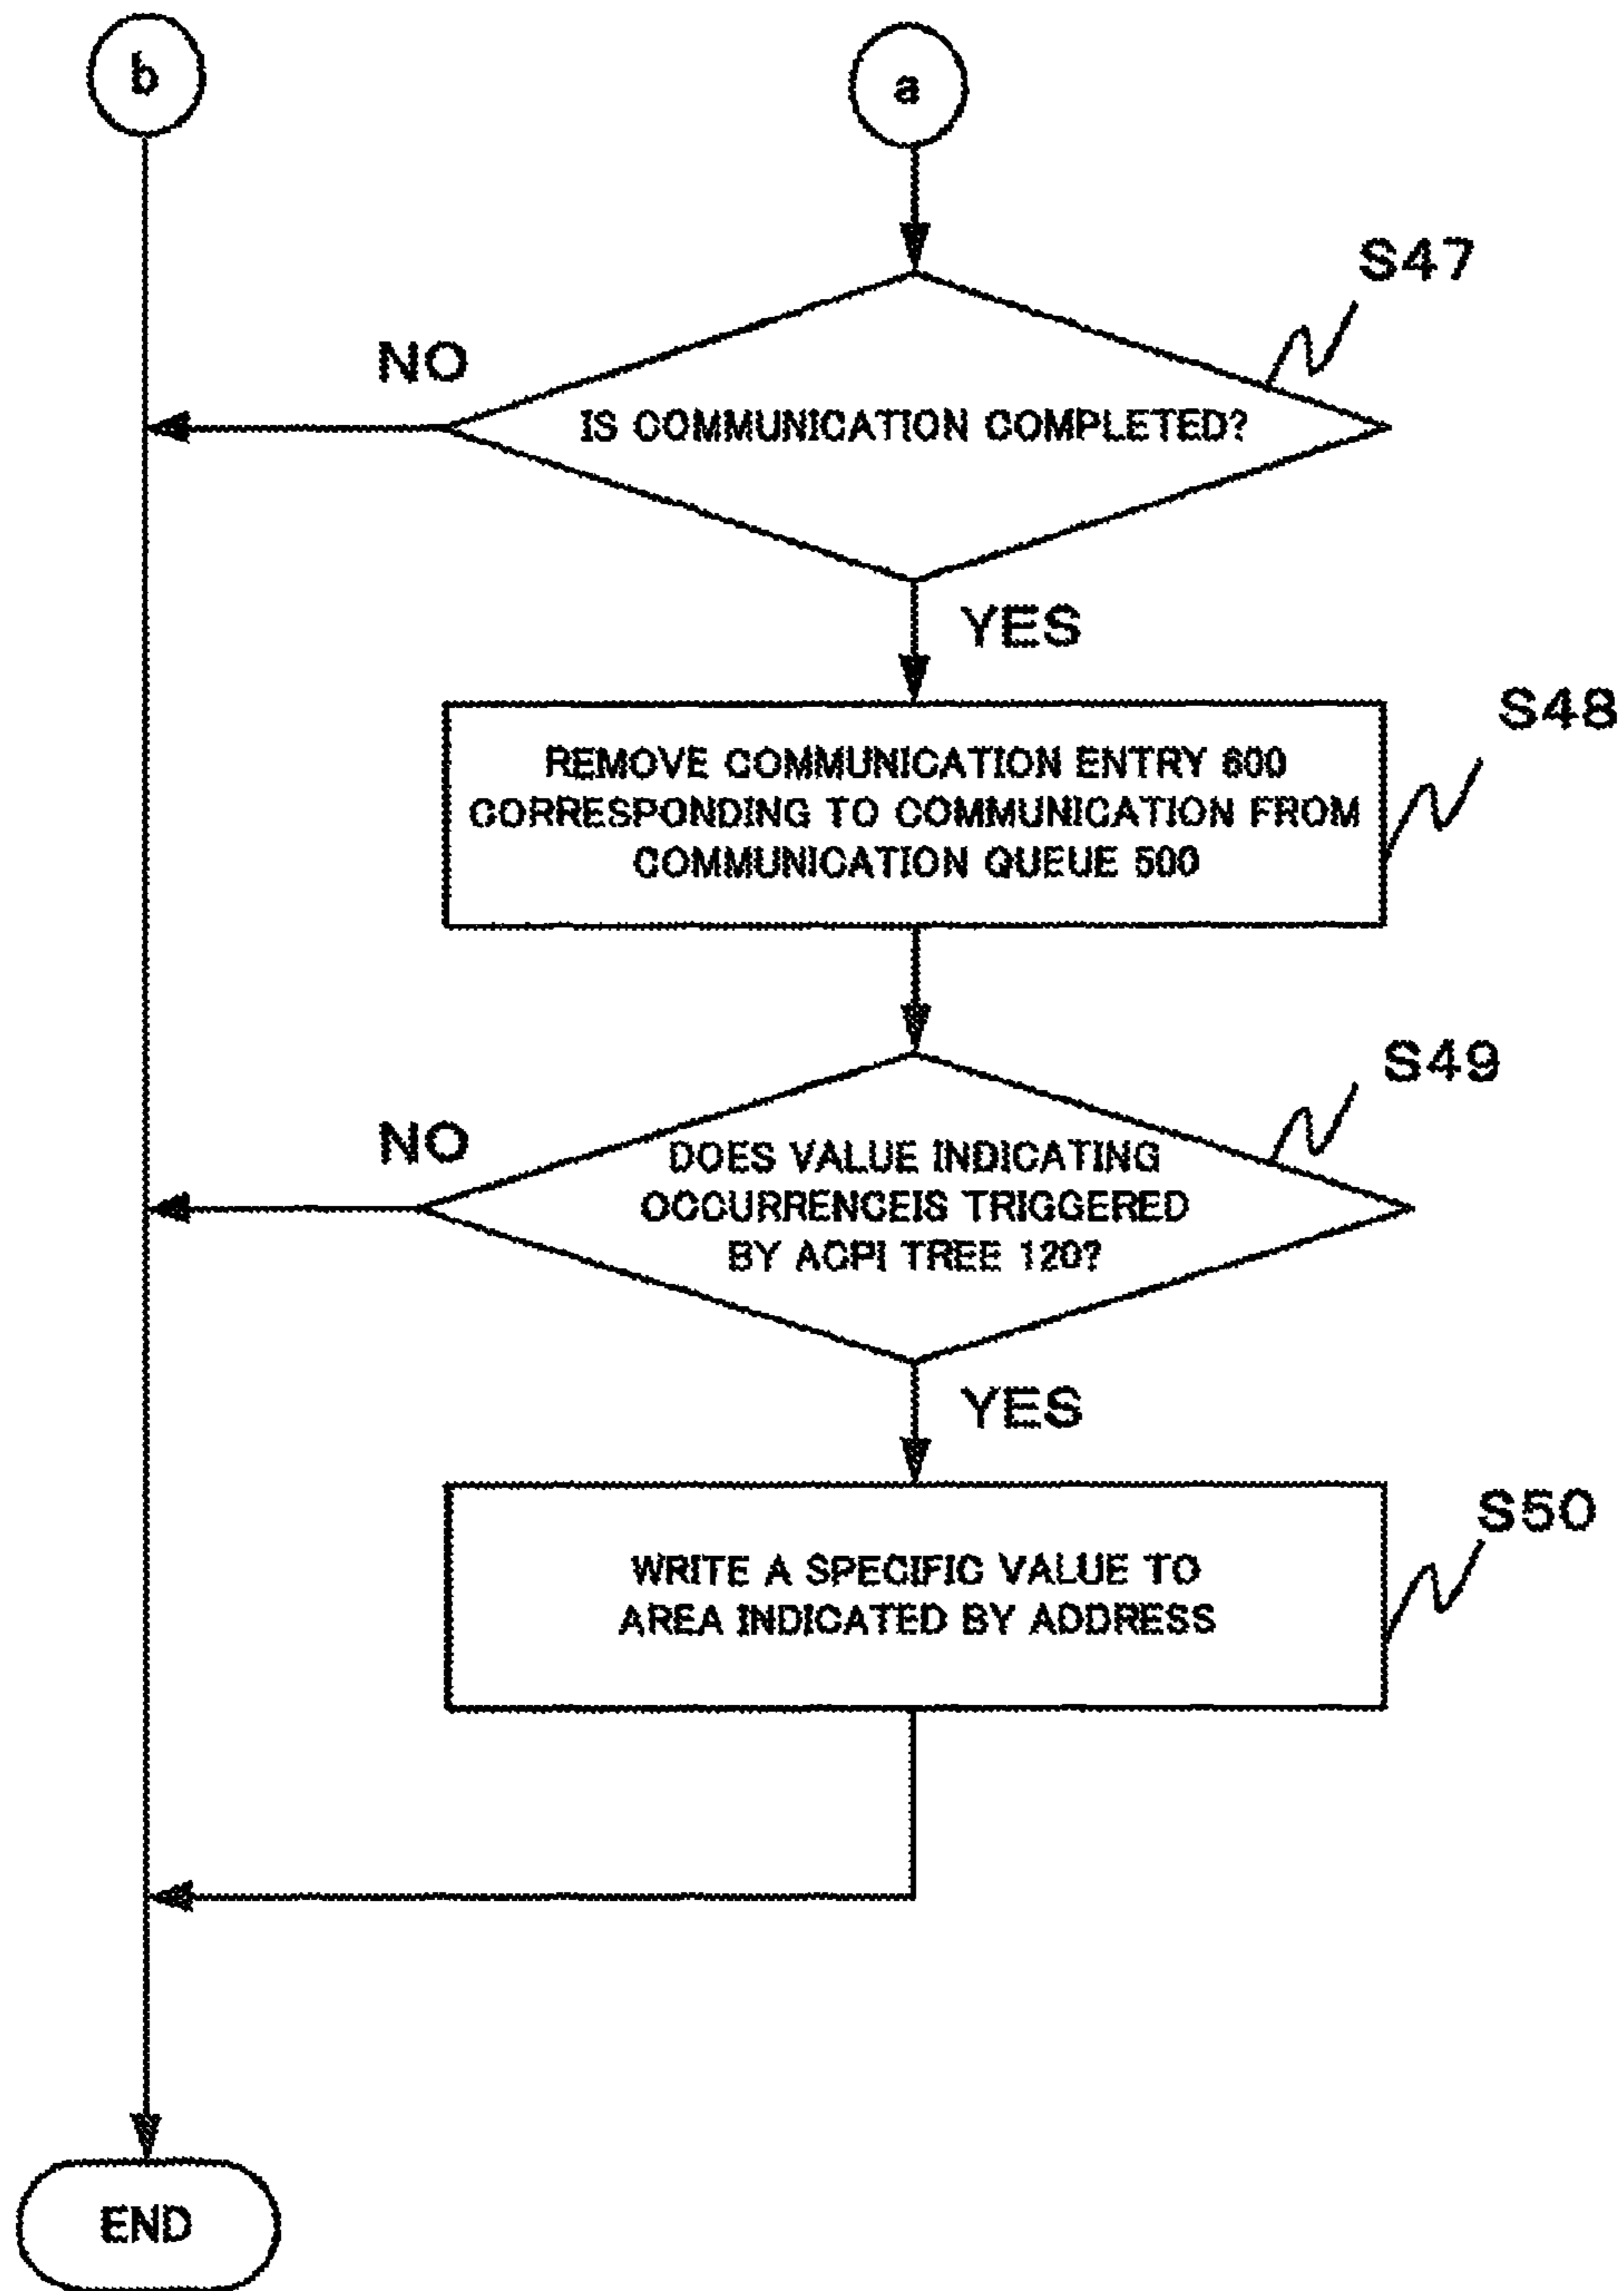 b
a
S47
NO
IS COMMUNICATION COMPLETED?
YES
S48
REMOVE COMMUNICATION ENTRY 600
CORRESPONDING TO COMMUNICATION FROM
COMMUNICATION QUEUE 500
S49
NO
DOES VALUE INDICATING
OCCURRENCEIS TRIGGERED
BY ACPI TREE 120?
YES
S50
WRITE A SPECIFIC VALUE TO
AREA INDICATED BY ADDRESS
END